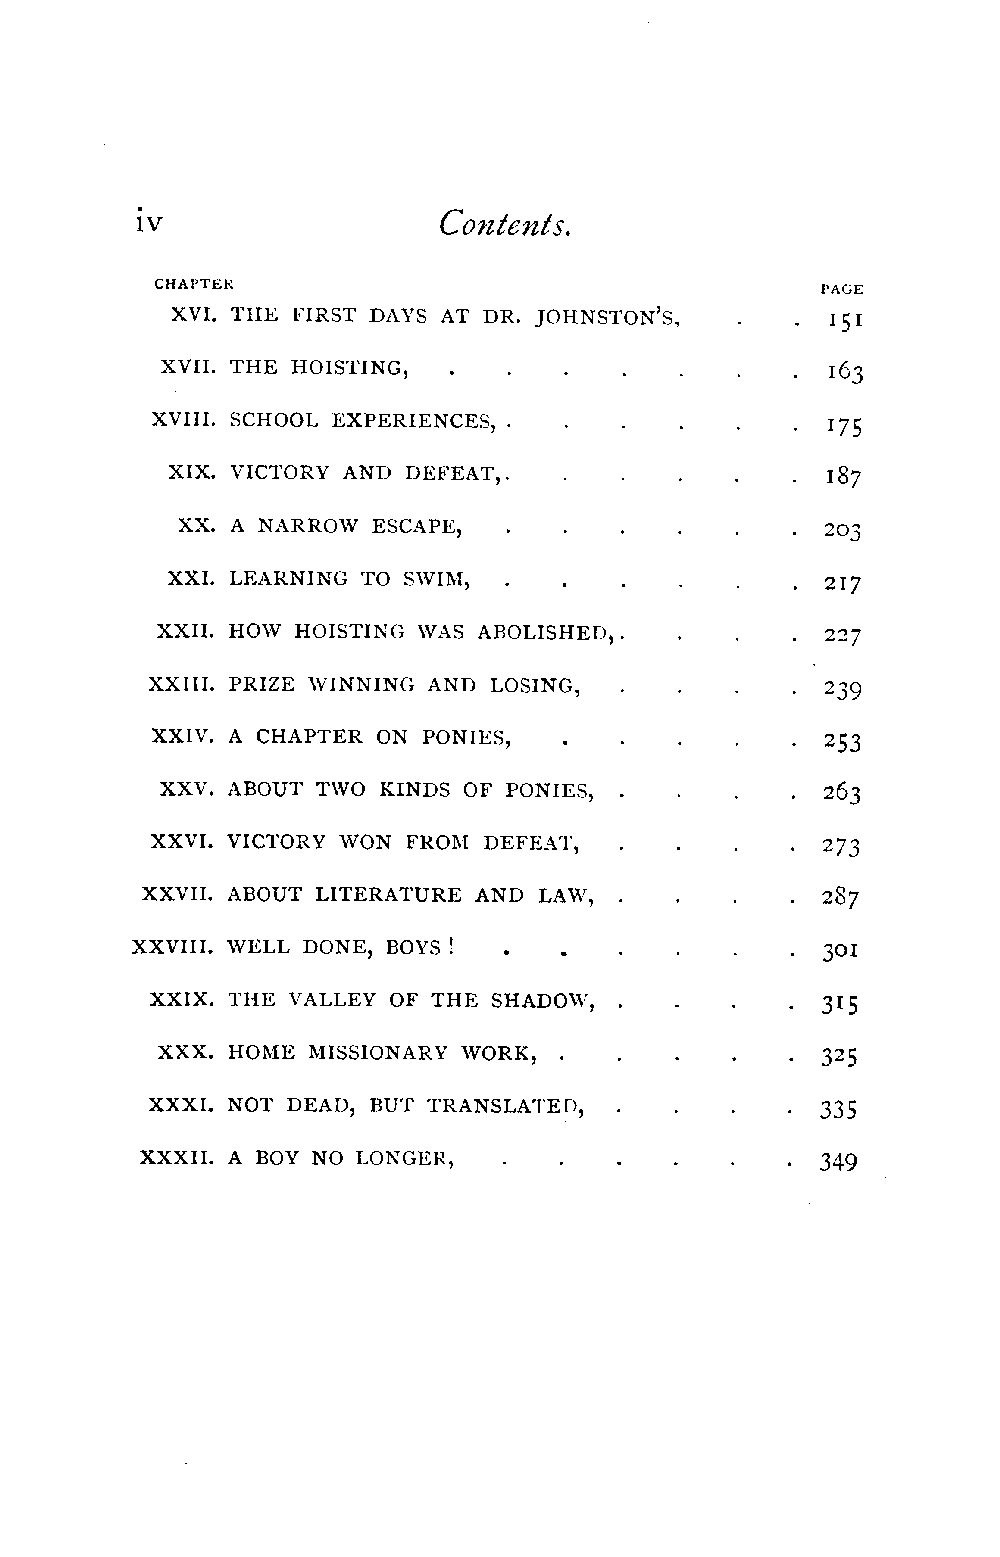 iv Contents.
CHAPTER PAGE
XVI. THE FIRST DAYS AT DR. JOHNSTON'S, . . 151
XVII. THE HOISTING, . . . . . . . 163
XVIII. SCHOOL EXPERIENCES, . . . . . . 175
XIX. VICTORY AND DEFEAT, . . . . . . 187
XX. A NARROW ESCAPE, . . . . . . 203
XXI. LEARNING TO SWIM, . . . . . . 217
XXII. HOW HOISTING WAS ABOLISHED, . . . . 227
XXIII. PRIZE WINNING AND LOSING, . . . . 239
XXIV. A CHAPTER ON PONIES, . . . . . 253
XXV. ABOUT TWO KINDS OF PONIES, . . . . 263
XXVI. VICTORY WON FROM DEFEAT, . . . . 273
XXVII. ABOUT LITERATURE AND LAW, . . . . 287
XXVIII. WELL DONE, BOYS! . . . . . . 301
XXIX. THE VALLEY OF THE SHADOW, . . . . 315
XXX. HOME MISSIONARY WORK, . . . . . 325
XXXI. NOT DEAD, BUT TRANSLATED, . . . . 335
XXXII. A BOY NO LONGER, . . . . . . 349